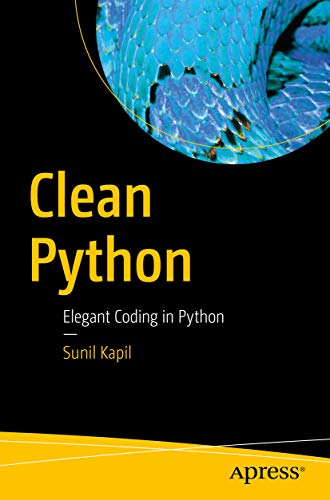 Clean
Python
Elegant Coding in Python
—
Sunil Kapil
Apress®